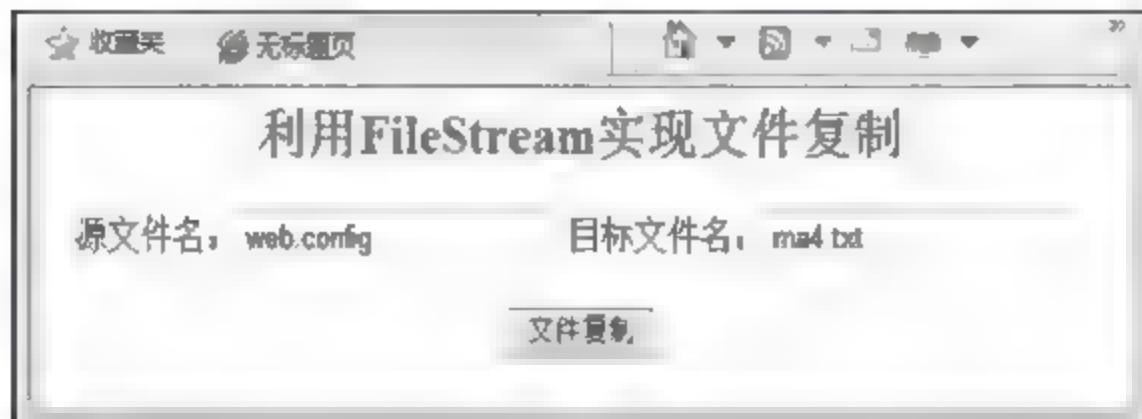 收藏夹 无标题页
利用FileStream实现文件复制
源文件名： web.config 目标文件名： ma4.txt
文件复制